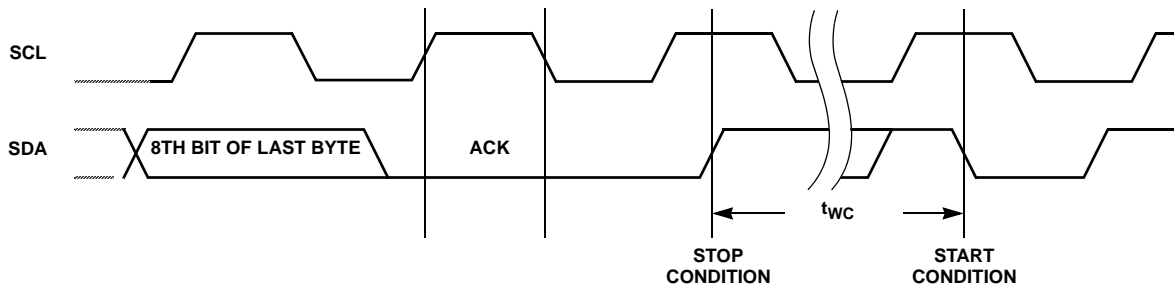 SCL
SDA
8TH BIT OF LAST BYTE
ACK
tWC
STOP
CONDITION
START
CONDITION